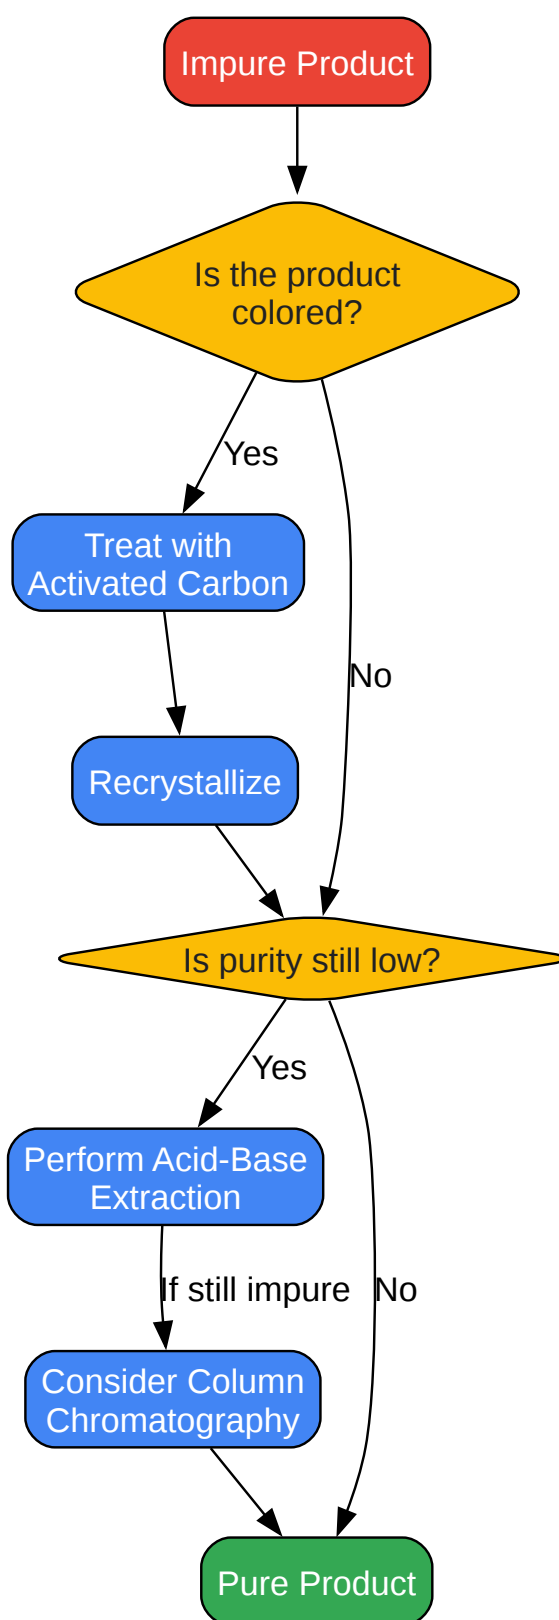 Impure Product
Is the product
colored?
Yes
Treat with
Activated Carbon
No
Recrystallize
Is purity still low?
Yes
Perform Acid-Base
Extraction
If still impure
No
Consider Column
Chromatography
Pure Product